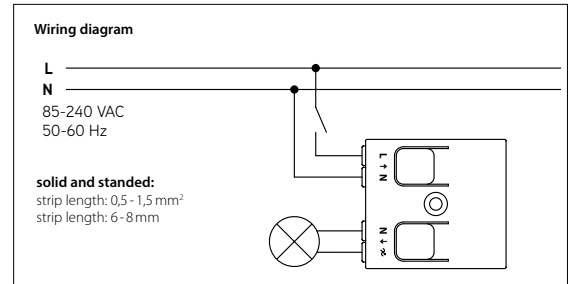 Wiring diagram
L
N
85-240 VAC
50-60 Hz
solid and standed:
strip length: 0,5 - 1,5 mm²
strip length: 6 - 8 mm
L ↑ N
N ↓